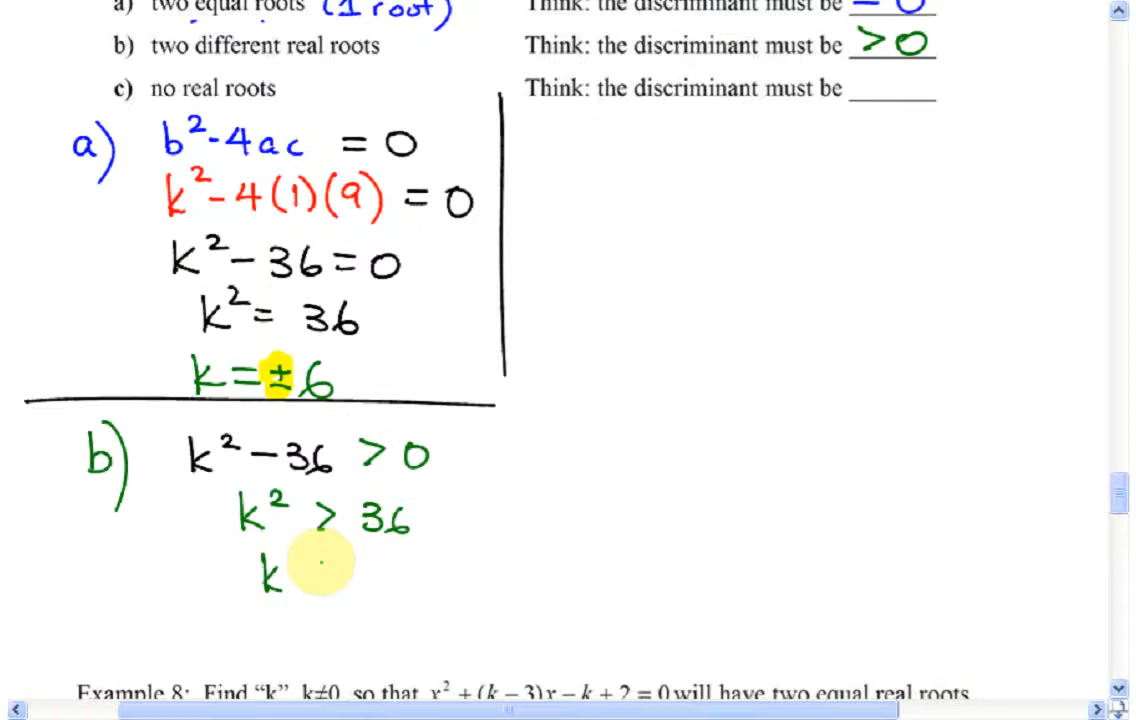 a) two equal roots (1 root) Think: the discriminant must be = 0
b) two different real roots Think: the discriminant must be > 0
c) no real roots Think: the discriminant must be ______
a) b² - 4ac = 0
k² - 4(1)(9) = 0
k² - 36 = 0
k² = 36
k = ± 6
b) k² - 36 > 0
k² > 36
k
Example 8: Find “k”, k≠0, so that x² + (k − 3)x − k + 2 = 0 will have two equal real roots